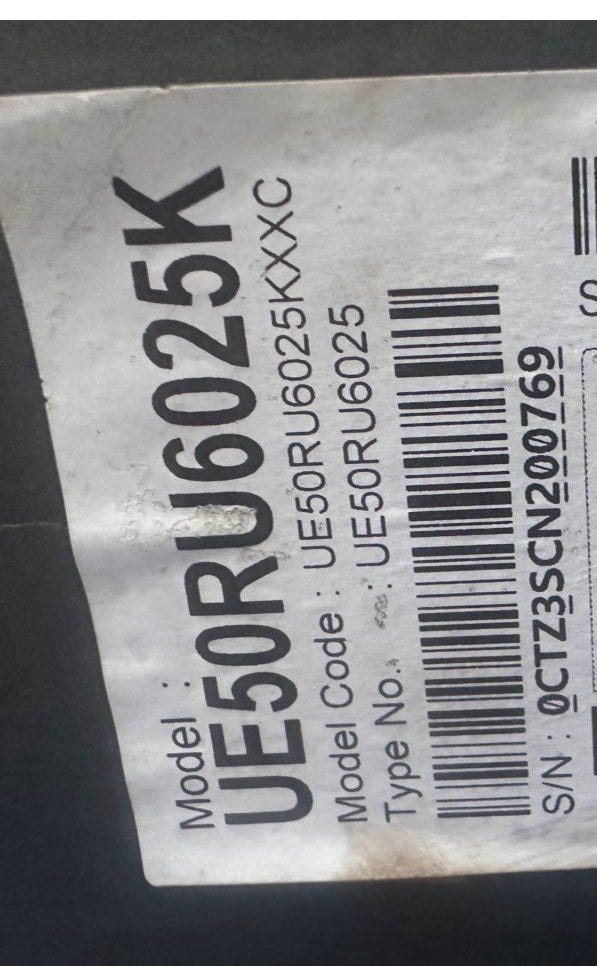 Model :
UE50RU6025K
Model Code : UE50RU6025KXXC
Type No. : UE50RU6025
S/N : 0CTZ3SCN200769
S